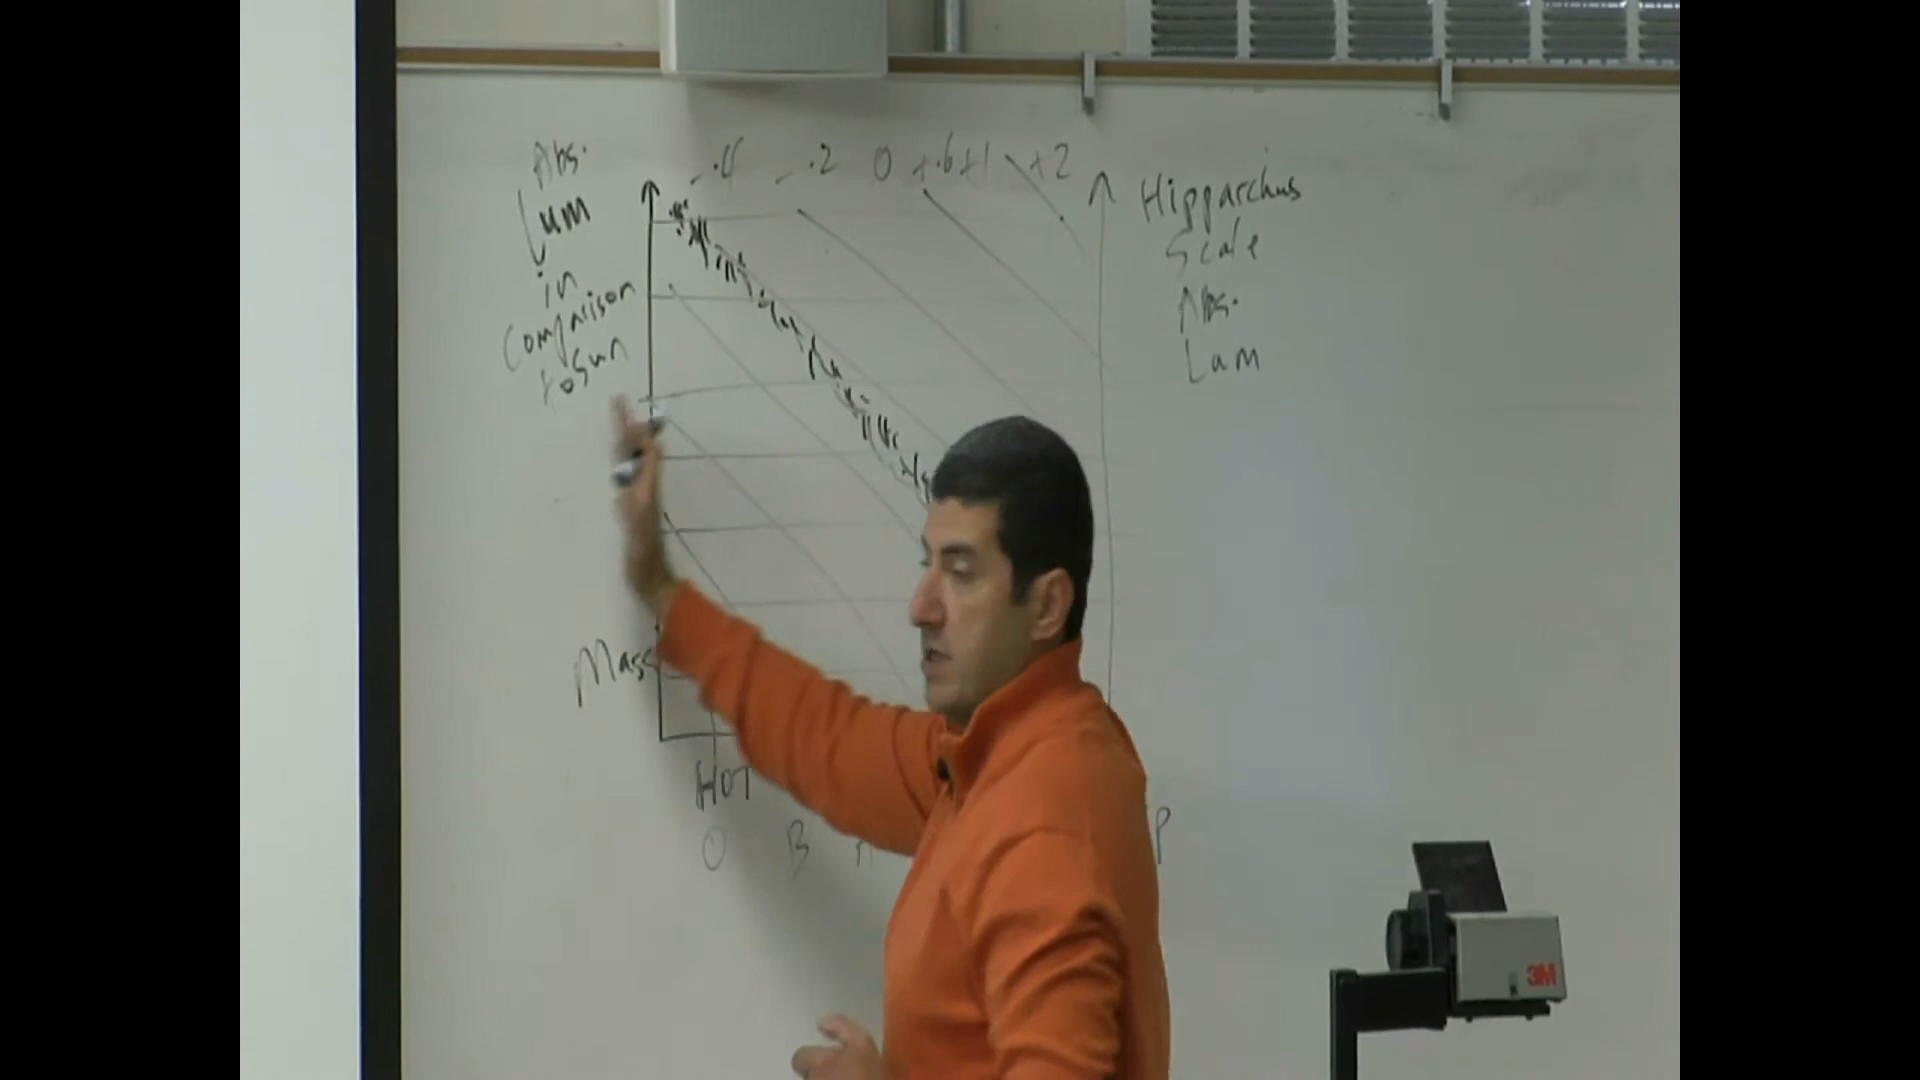 Abs.
Lum
in
Comparison
to Sun
-.4 -.2 0 +.6 +1 +2
Hipparchus
Scale
Abs.
Lum
Mass
HOT
O B A
3M